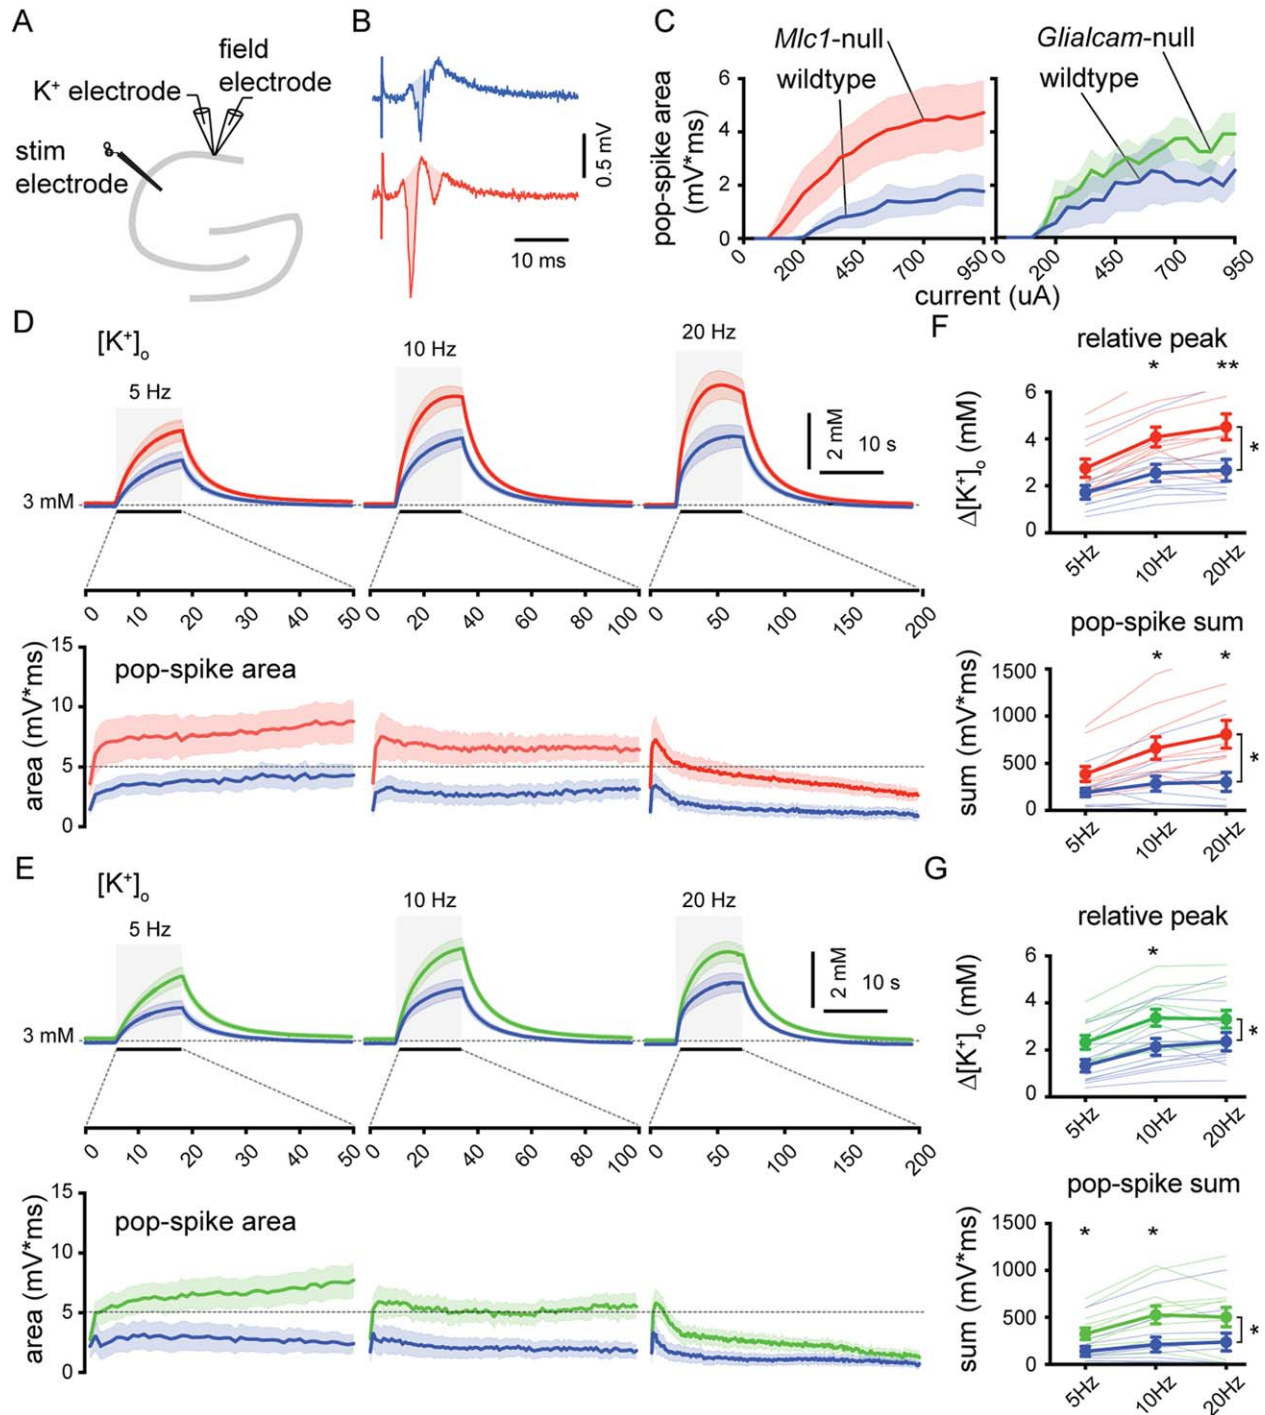 A
field
electrode
K⁺ electrode
stim
electrode
B
0.5 mV
10 ms
C
Mlc1-null
wildtype
Glialcam-null
wildtype
pop-spike area
(mV*ms)
6
4
2
0
0 200 450 700 950
0 200 450 700 950
current (uA)
D
[K⁺]ₒ
5 Hz
10 Hz
20 Hz
2 mM
10 s
3 mM
0 10 20 30 40 50
0 20 40 60 80 100
0 50 100 150 200
pop-spike area
area (mV*ms)
15
10
5
0
F
relative peak
* **
Δ[K⁺]ₒ (mM)
6
4
2
0
*
5Hz 10Hz 20Hz
pop-spike sum
* *
sum (mV*ms)
1500
1000
500
0
*
5Hz 10Hz 20Hz
E
[K⁺]ₒ
5 Hz
10 Hz
20 Hz
2 mM
10 s
3 mM
0 10 20 30 40 50
0 20 40 60 80 100
0 50 100 150 200
pop-spike area
area (mV*ms)
15
10
5
0
G
relative peak
*
Δ[K⁺]ₒ (mM)
6
4
2
0
*
5Hz 10Hz 20Hz
pop-spike sum
* *
sum (mV*ms)
1500
1000
500
0
*
5Hz 10Hz 20Hz